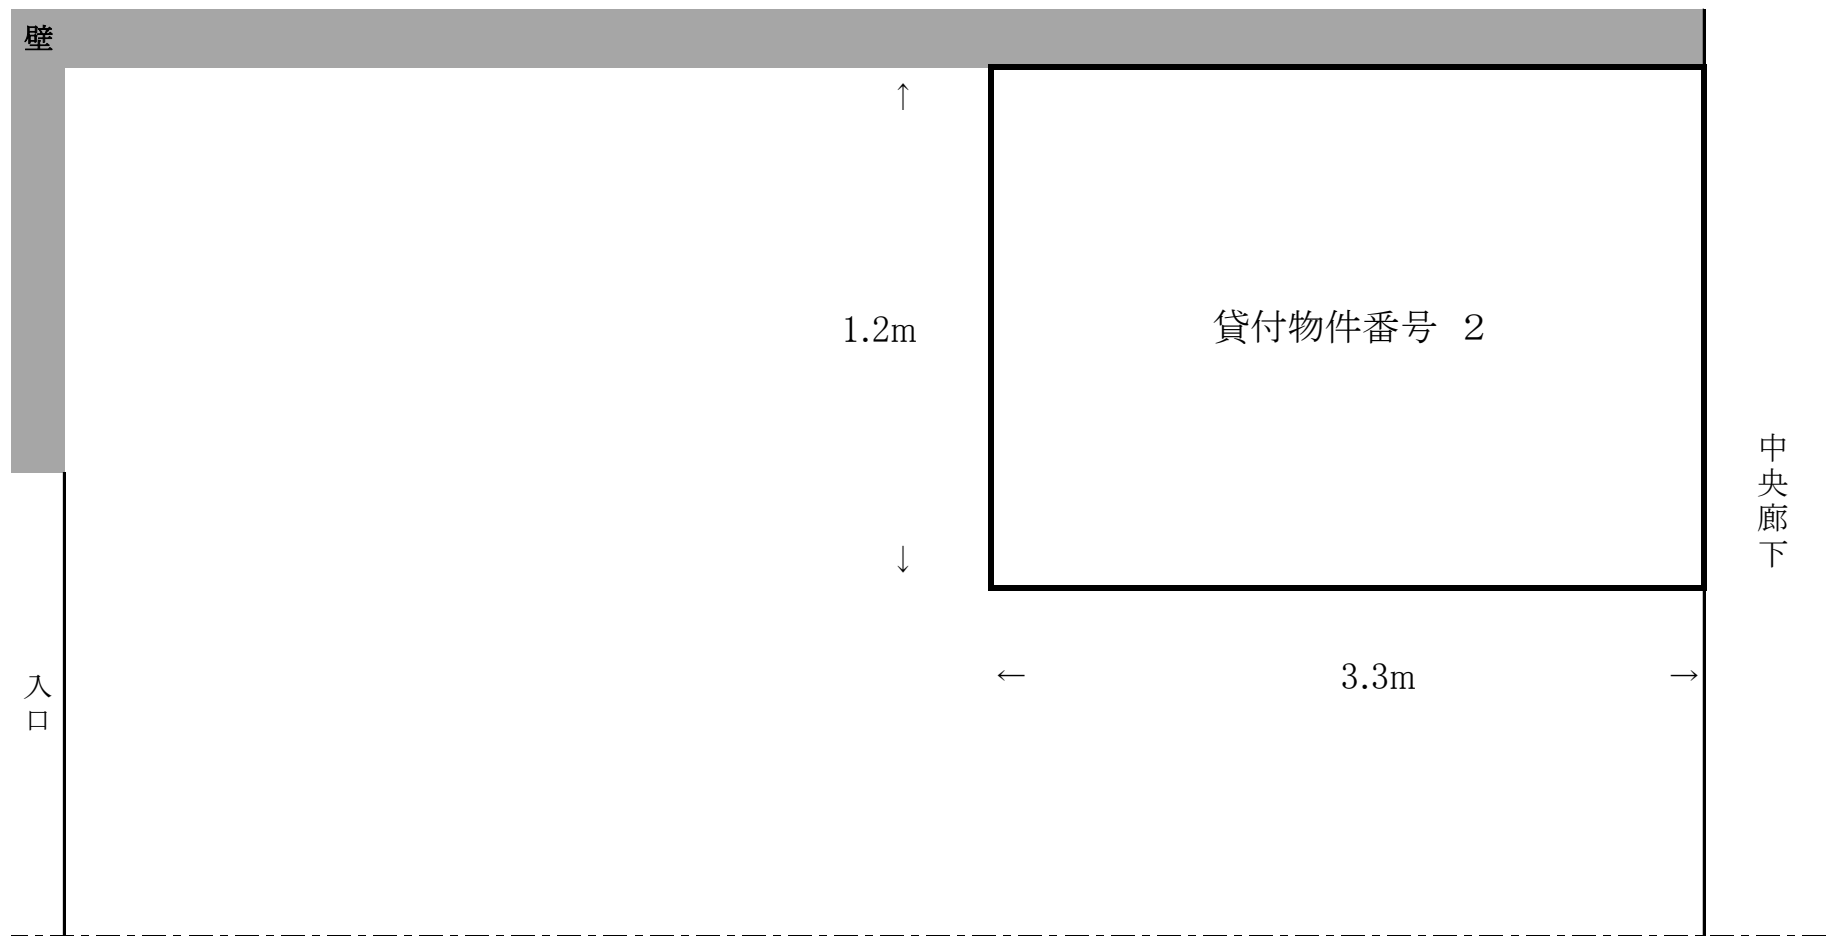 壁
↑
1.2m
貸付物件番号　２
中央廊下
↓
← 3.3m →
入口